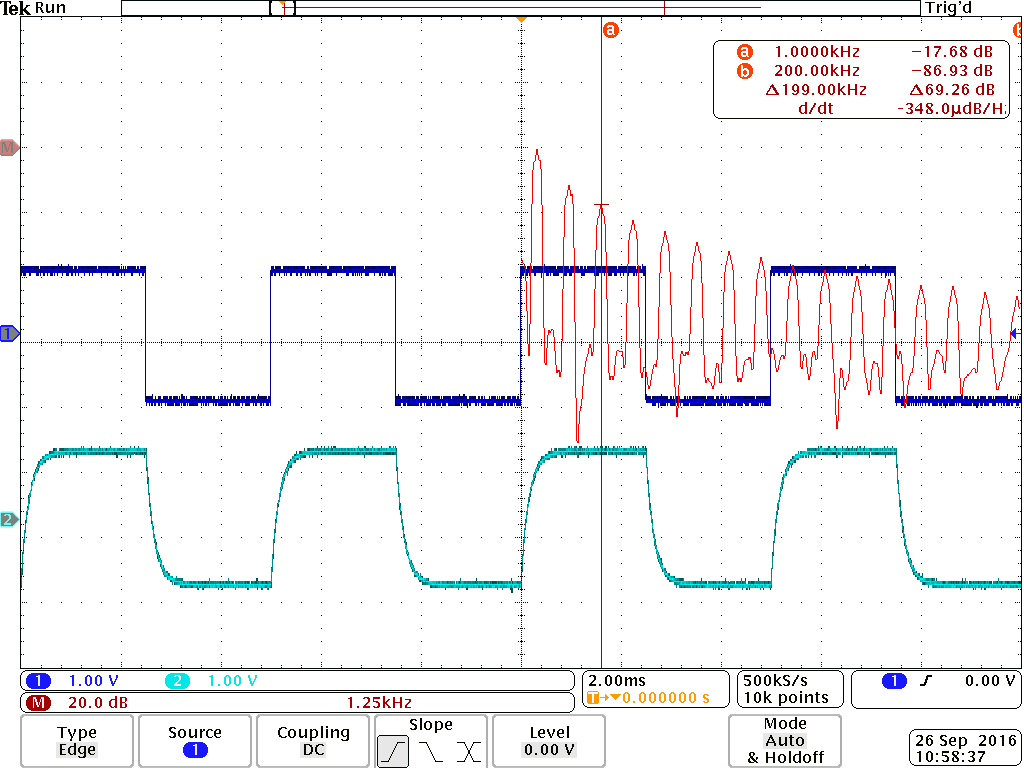 Tek Run Trig'd
a b
a 1.0000kHz −17.68 dB
b 200.00kHz −86.93 dB
Δ199.00kHz Δ69.26 dB
d/dt -348.0µdB/Hz
M
1
2
1 1.00 V 2 1.00 V
M 20.0 dB 1.25kHz
2.00ms
T→▼0.000000 s
500kS/s
10k points
1 0.00 V
Type
Edge
Source
1
Coupling
DC
Slope
Level
0.00 V
Mode
Auto
& Holdoff
26 Sep 2016
10:58:37